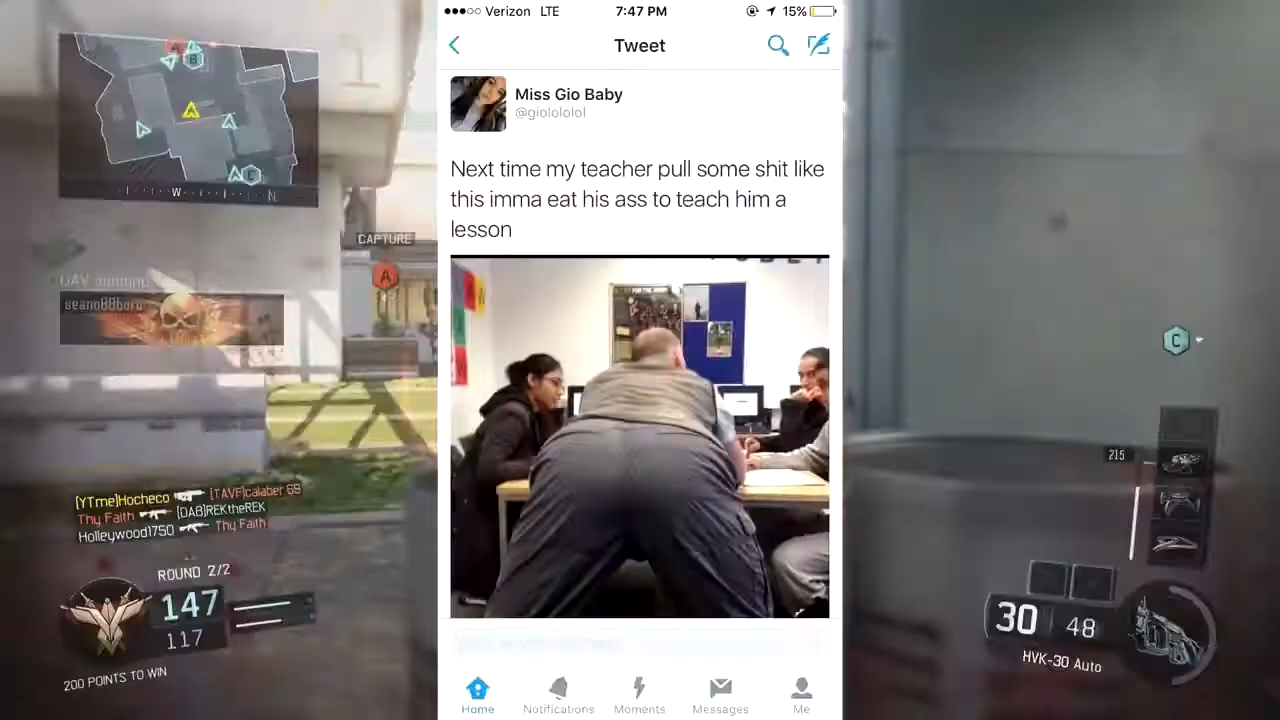 Verizon LTE
7:47 PM
15%
Tweet
Miss Gio Baby
@giolololol
Next time my teacher pull some shit like
this imma eat his ass to teach him a
lesson
B
W
N
C
CAPTURE
A
UAV
seano88boru
[YTme]Hocheco [TAVF]calaber 69
Thy Faith [DAB]REKtheREK
Holleywood1750 Thy Faith
ROUND 2/2
147
117
200 POINTS TO WIN
C
215
30 48
HVK-30 Auto
Home
Notifications
Moments
Messages
Me